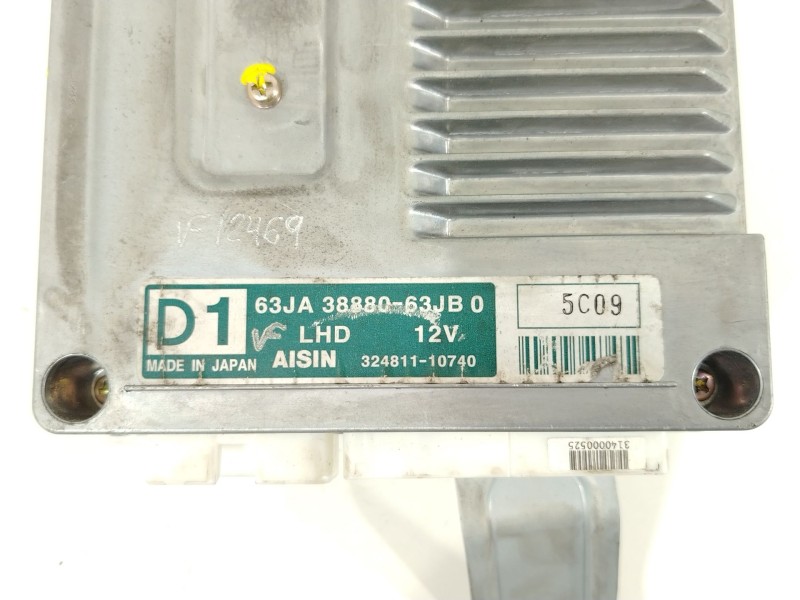 VF12469
D1
63JA 38880-63JB 0
VF LHD 12V
MADE IN JAPAN AISIN 324811-10740
5C09
3140000525